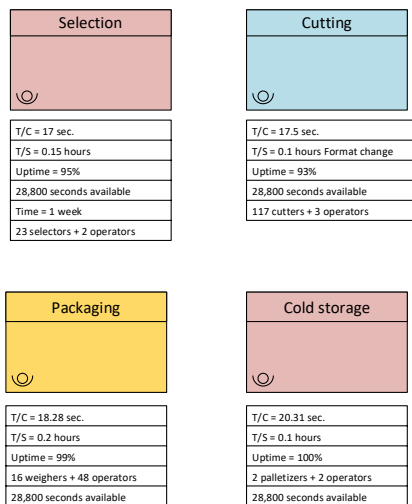 Selection
T/C = 17 sec.
T/S = 0.15 hours
Uptime = 95%
28,800 seconds available
Time = 1 week
23 selectors + 2 operators
Cutting
T/C = 17.5 sec.
T/S = 0.1 hours Format change
Uptime = 93%
28,800 seconds available
117 cutters + 3 operators
Packaging
T/C = 18.28 sec.
T/S = 0.2 hours
Uptime = 99%
16 weighers + 48 operators
28,800 seconds available
Cold storage
T/C = 20.31 sec.
T/S = 0.1 hours
Uptime = 100%
2 palletizers + 2 operators
28,800 seconds available